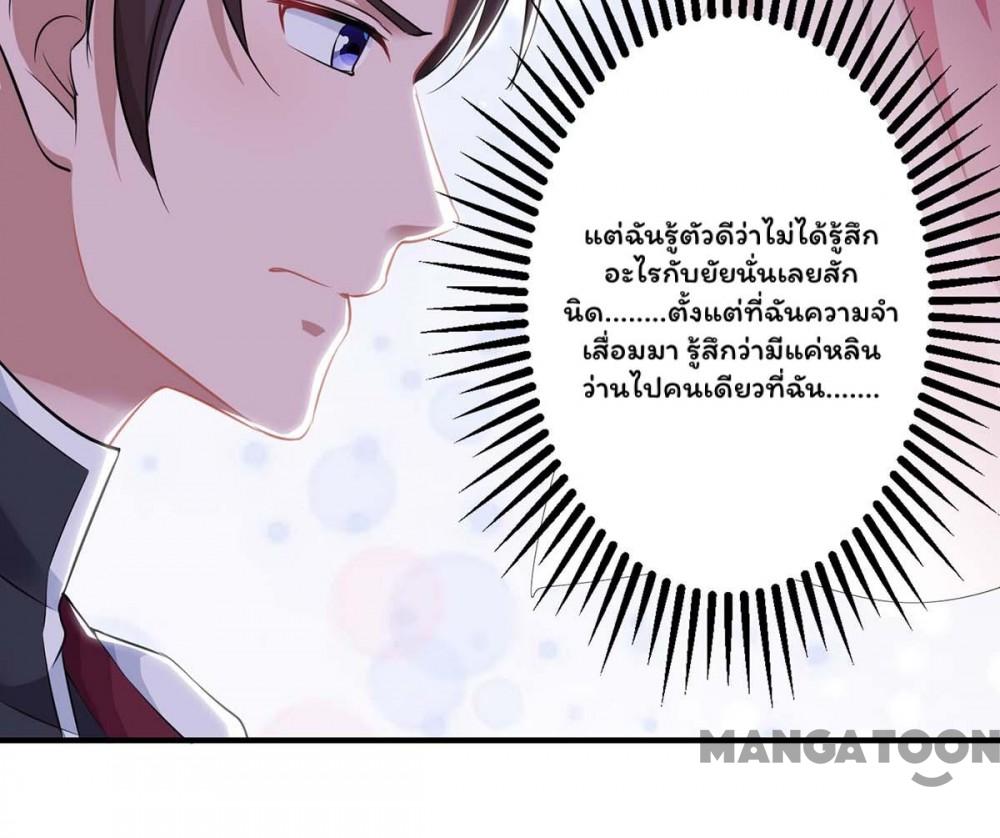 แต่ฉันรู้ตัวดีว่าไม่ได้รู้สึก
อะไรกับยัยนั่นเลยสัก
นิด........ตั้งแต่ที่ฉันความจำ
เสื่อมมา รู้สึกว่ามีแค่หลิน
ว่านไปคนเดียวที่ฉัน.......
MANGATOON